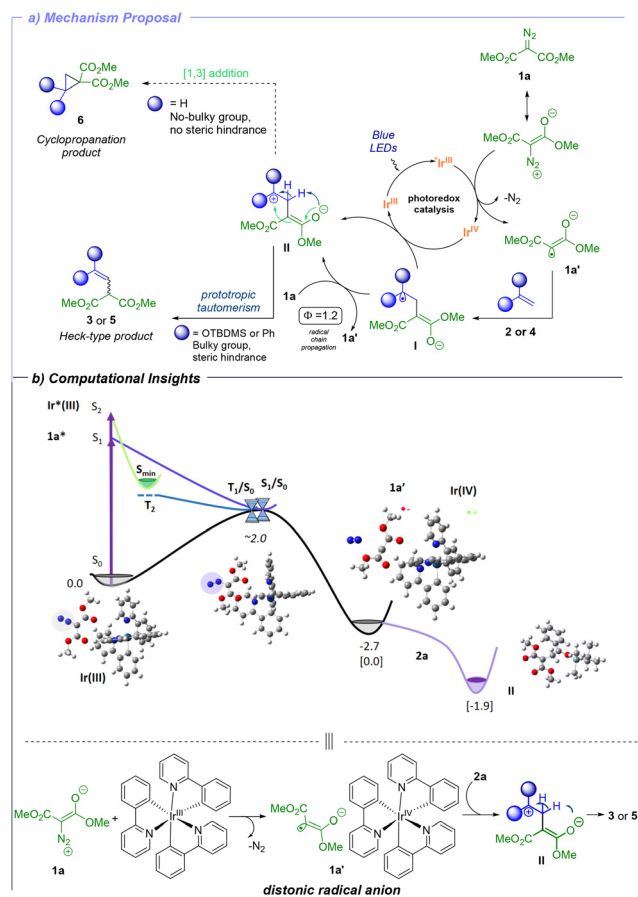 a) Mechanism Proposal
[1,3] addition
N2
MeO2C CO2Me
1a
CO2Me
CO2Me
6
Cyclopropanation
product
= H
No-bulky group,
no steric hindrance
O⊖
MeO2C
OMe
N2
⊕
Blue
LEDs
*IrIII
IrIII
photoredox
catalysis
IrIV
–N2
H
H
⊕
O⊖
MeO2C
OMe
II
O⊖
MeO2C
OMe
1a'
MeO2C CO2Me
3 or 5
Heck-type product
prototropic
tautomerism
= OTBDMS or Ph
Bulky group,
steric hindrance
1a
Φ =1.2
radical
chain
propagation
1a'
OMe
MeO2C
O⊖
I
2 or 4
b) Computational Insights
Ir*(III)
1a*
S2
S1
Smin
T2
T1/S0
S1/S0
~2.0
S0
0.0
Ir(III)
1a'
•-
Ir(IV)
•+
-2.7
[0.0]
2a
II
[-1.9]
O⊖
MeO2C
OMe
N2
⊕
1a
+
N
IrIII
N
N
-N2
O⊖
MeO2C
OMe
1a'
N
IrIV
N
N
2a
H
H
⊕
O⊖
MeO2C
OMe
II
3 or 5
distonic radical anion